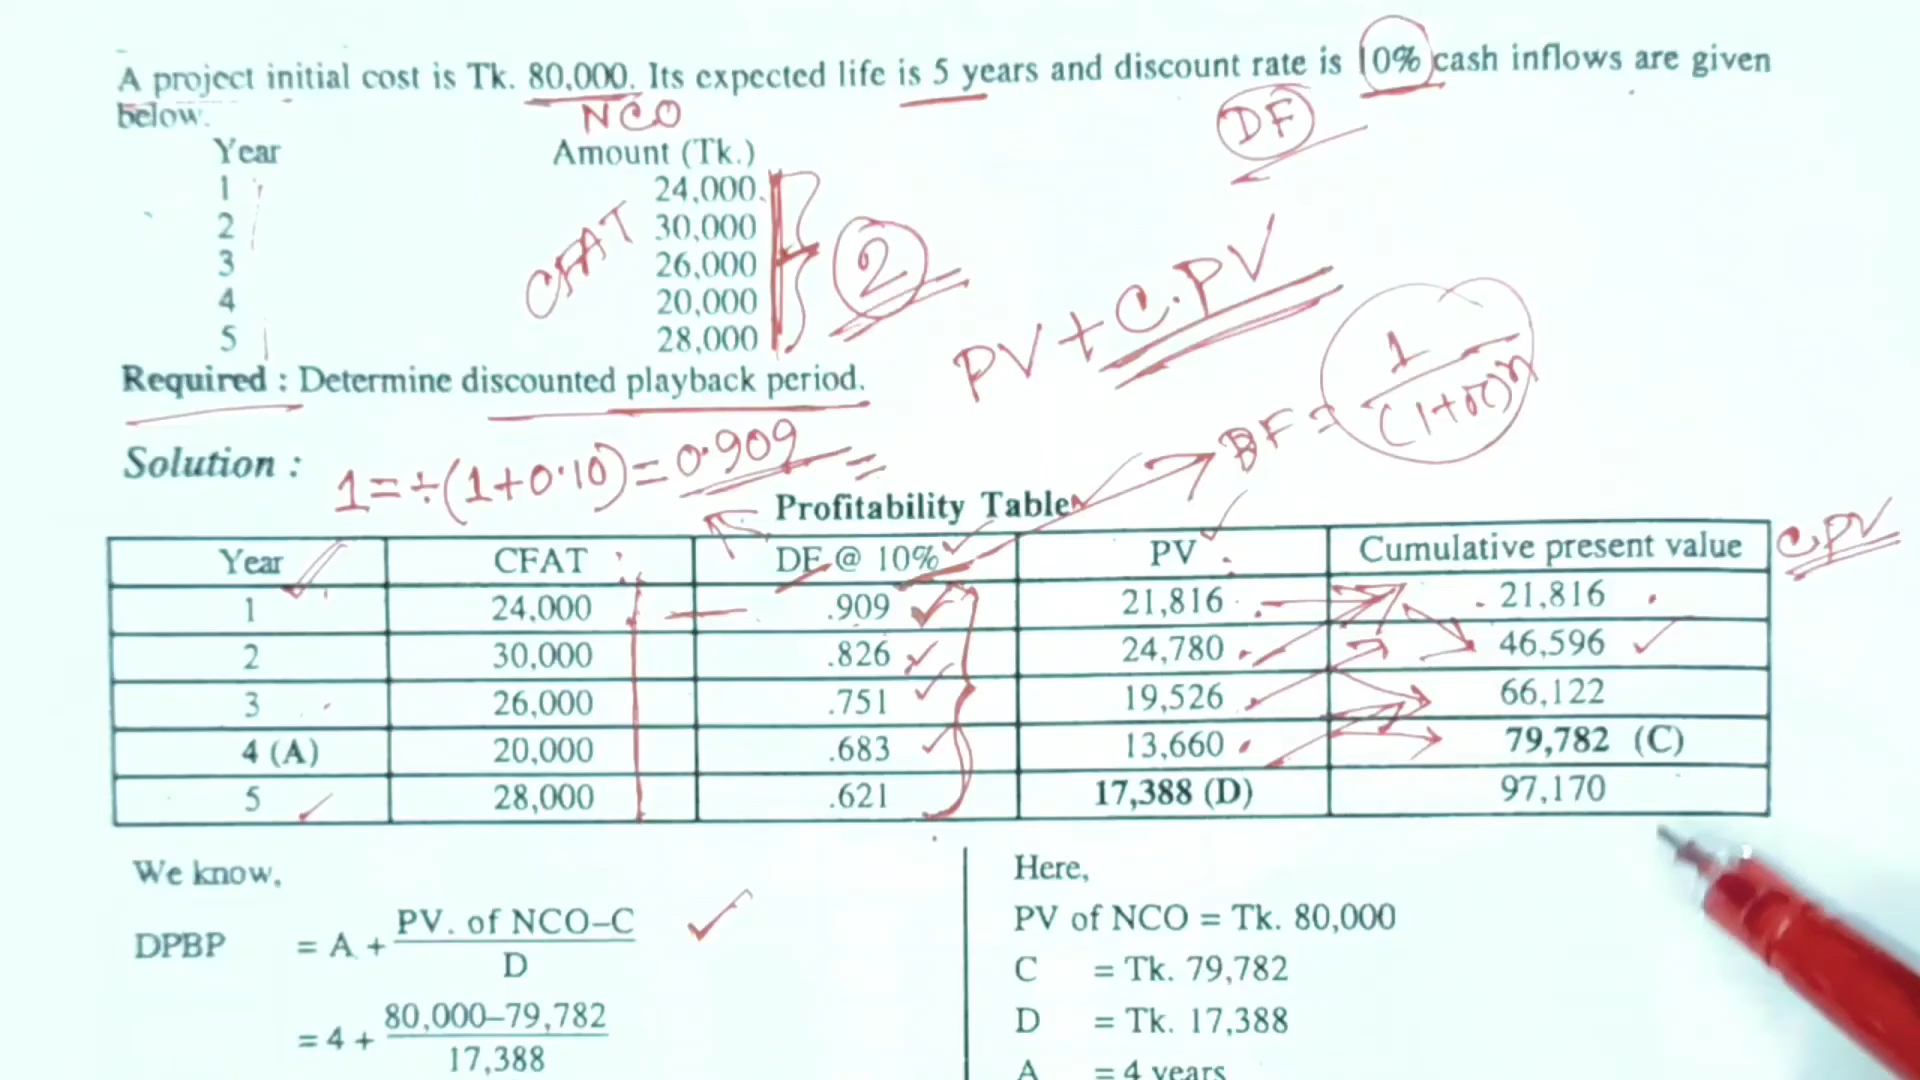 A project initial cost is Tk. 80,000. Its expected life is 5 years and discount rate is 10% cash inflows are given
below.
NCO
DF
Year Amount (Tk.)
1 24,000
2 30,000
3 26,000
4 20,000
5 28,000
CFAT
2
PV + C.PV
Required : Determine discounted playback period.
Solution :
1 = ÷ (1+0.10) = 0.909 =
DF = 1 / (1+r)n
Profitability Table
C.PV
Year CFAT DF @ 10% PV Cumulative present value
1 24,000 .909 21,816 21,816
2 30,000 .826 24,780 46,596
3 26,000 .751 19,526 66,122
4 (A) 20,000 .683 13,660 79,782 (C)
5 28,000 .621 17,388 (D) 97,170
We know,
DPBP = A + PV. of NCO–C / D
= 4 + 80,000–79,782 / 17,388
Here,
PV of NCO = Tk. 80,000
C = Tk. 79,782
D = Tk. 17,388
A = 4 years